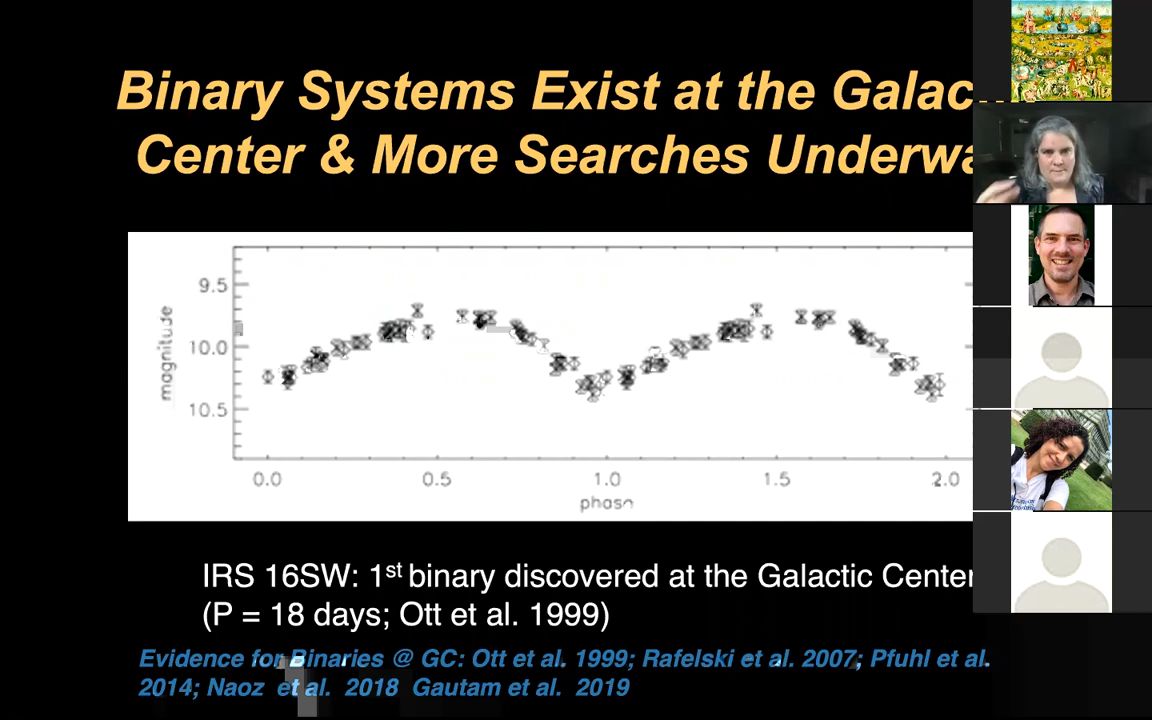 Binary Systems Exist at the Galac
Center & More Searches Underwa
9.5
magnitude
10.0
10.5
0.0 0.5 1.0 1.5 2.0
IRS 16SW: 1st binary discovered at the Galactic Center
(P = 18 days; Ott et al. 1999)
Evidence for Binaries @ GC: Ott et al. 1999; Rafelski et al. 2007; Pfuhl et al.
2014; Naoz et al. 2018 Gautam et al. 2019